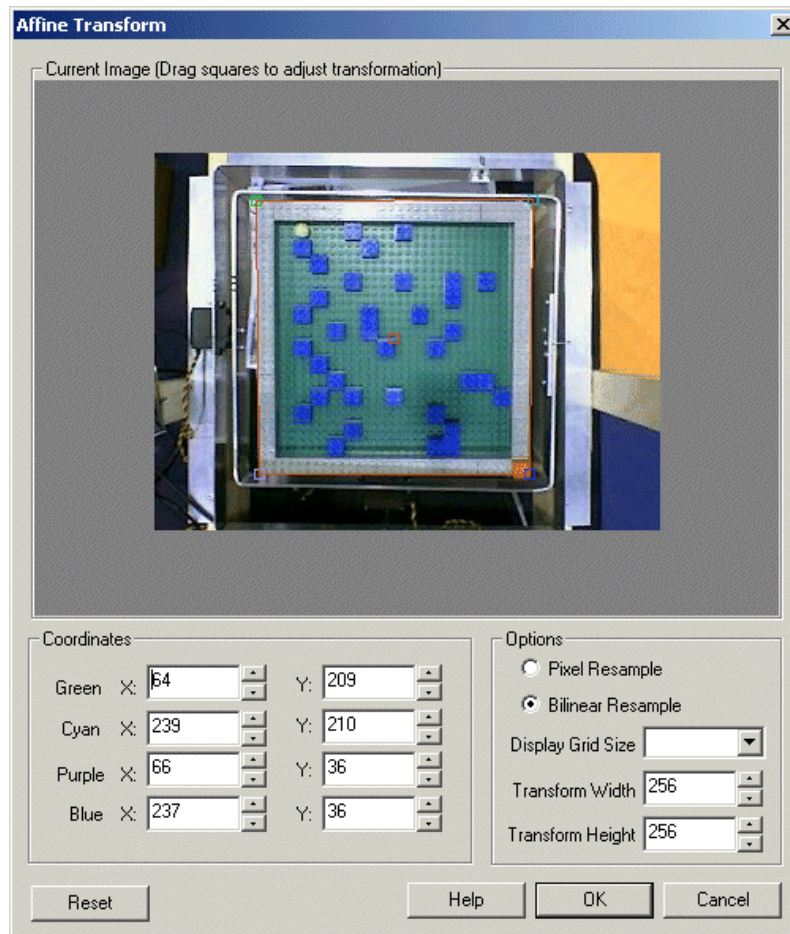 Affine Transform
Current Image (Drag squares to adjust transformation)
Coordinates
Green X: 64 Y: 209
Cyan X: 239 Y: 210
Purple X: 66 Y: 36
Blue X: 237 Y: 36
Options
Pixel Resample
Bilinear Resample
Display Grid Size
Transform Width 256
Transform Height 256
Reset
Help
OK
Cancel